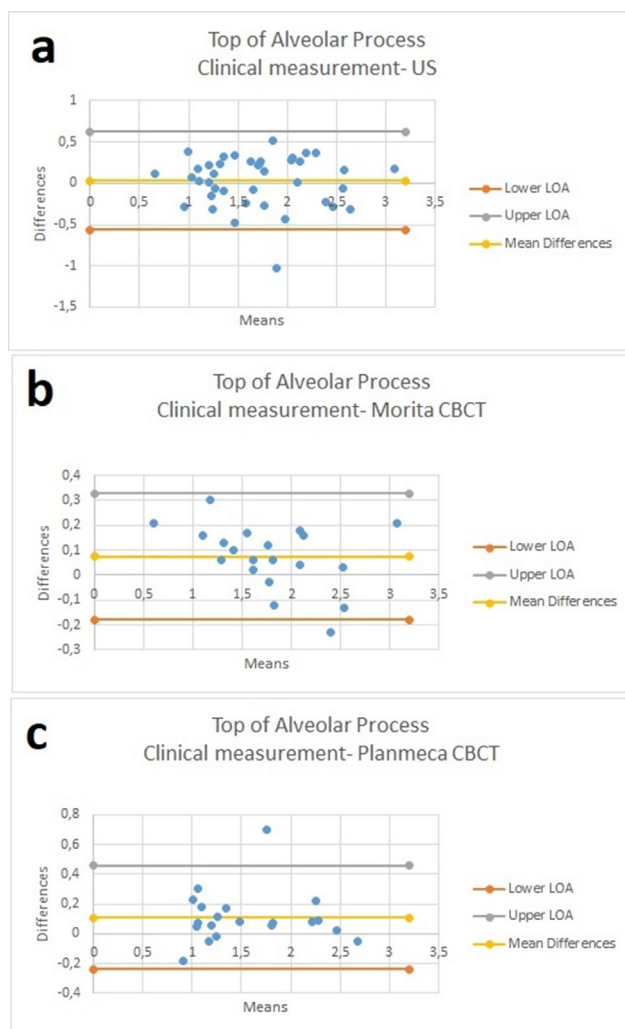 a
Top of Alveolar Process
Clinical measurement- US
1
0,5
0
0 0,5 1 1,5 2 2,5 3 3,5
-0,5
-1
-1,5
Differences
Means
Lower LOA
Upper LOA
Mean Differences
b
Top of Alveolar Process
Clinical measurement- Morita CBCT
0,4
0,3
0,2
0,1
0
0 0,5 1 1,5 2 2,5 3 3,5
-0,1
-0,2
-0,3
Differences
Means
Lower LOA
Upper LOA
Mean Differences
c
Top of Alveolar Process
Clinical measurement- Planmeca CBCT
0,8
0,6
0,4
0,2
0
0 0,5 1 1,5 2 2,5 3 3,5
-0,2
-0,4
Differences
Means
Lower LOA
Upper LOA
Mean Differences